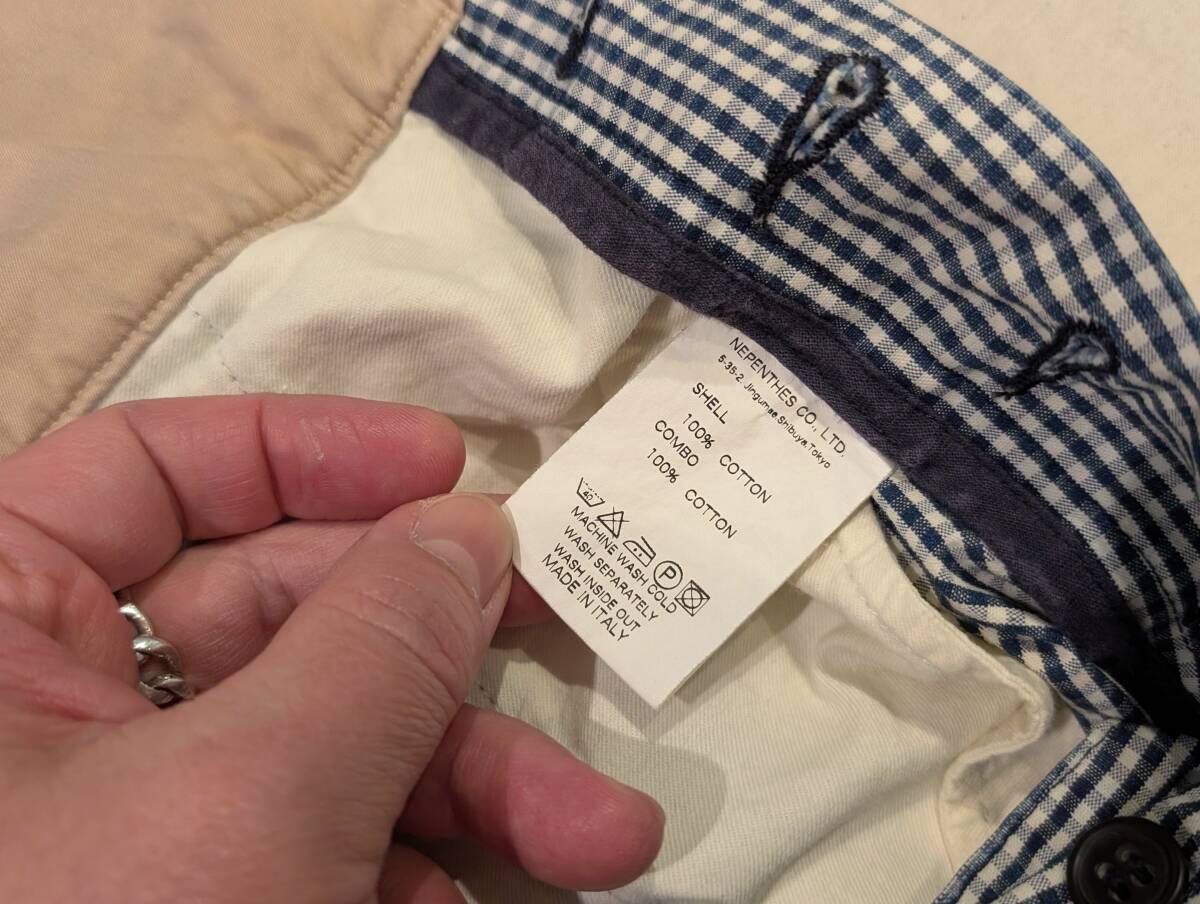 NEPENTHES CO., LTD.
5-35-2 Jingumae Shibuya.Tokyo
SHELL
100% COTTON
COMBO
100% COTTON
40
P
MACHINE WASH COLD
WASH SEPARATELY
WASH INSIDE OUT
MADE IN ITALY